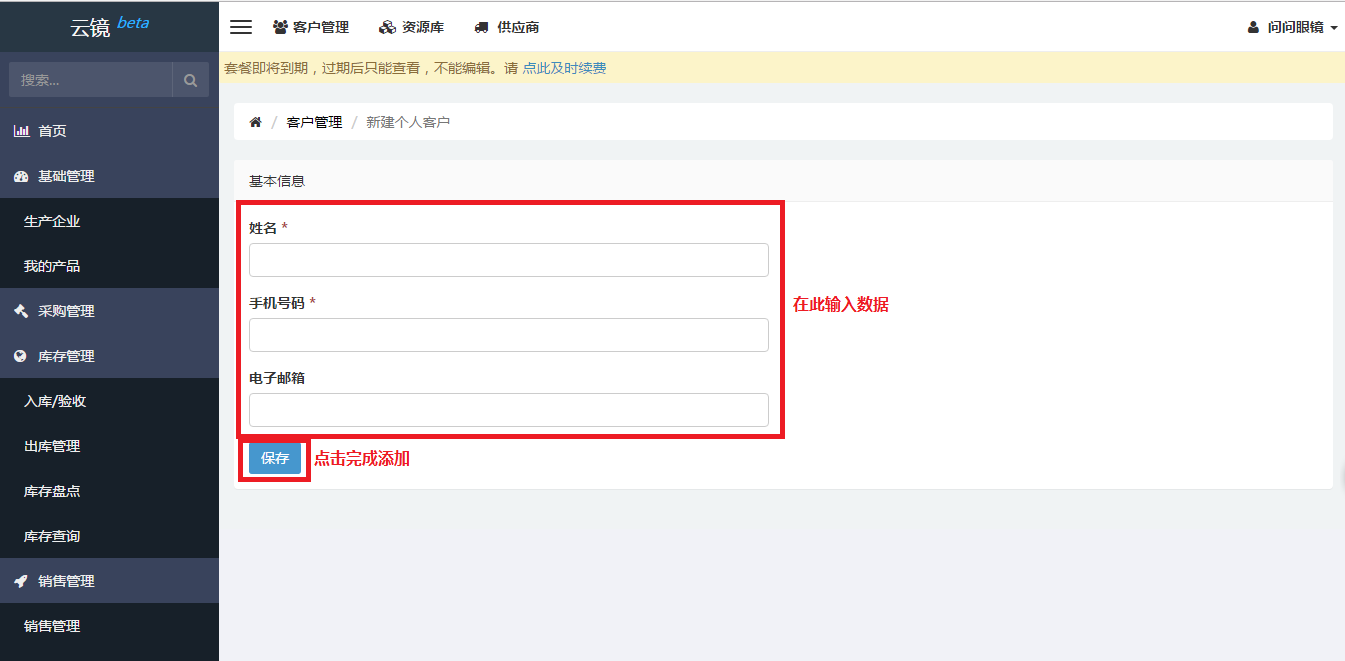 云镜 beta
客户管理
资源库
供应商
问问眼镜
套餐即将到期，过期后只能查看，不能编辑。请 点此及时续费
搜索...
首页
基础管理
生产企业
我的产品
采购管理
库存管理
入库/验收
出库管理
库存盘点
库存查询
销售管理
销售管理
/ 客户管理 / 新建个人客户
基本信息
姓名 *
手机号码 *
在此输入数据
电子邮箱
保存
点击完成添加